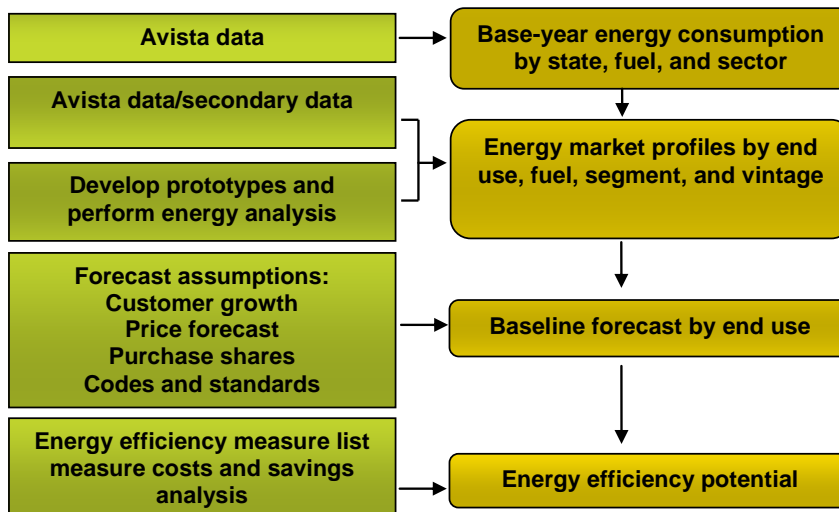 Avista data
Base-year energy consumption
by state, fuel, and sector
Avista data/secondary data
Energy market profiles by end
use, fuel, segment, and vintage
Develop prototypes and
perform energy analysis
Forecast assumptions:
Customer growth
Price forecast
Purchase shares
Codes and standards
Baseline forecast by end use
Energy efficiency measure list
measure costs and savings
analysis
Energy efficiency potential